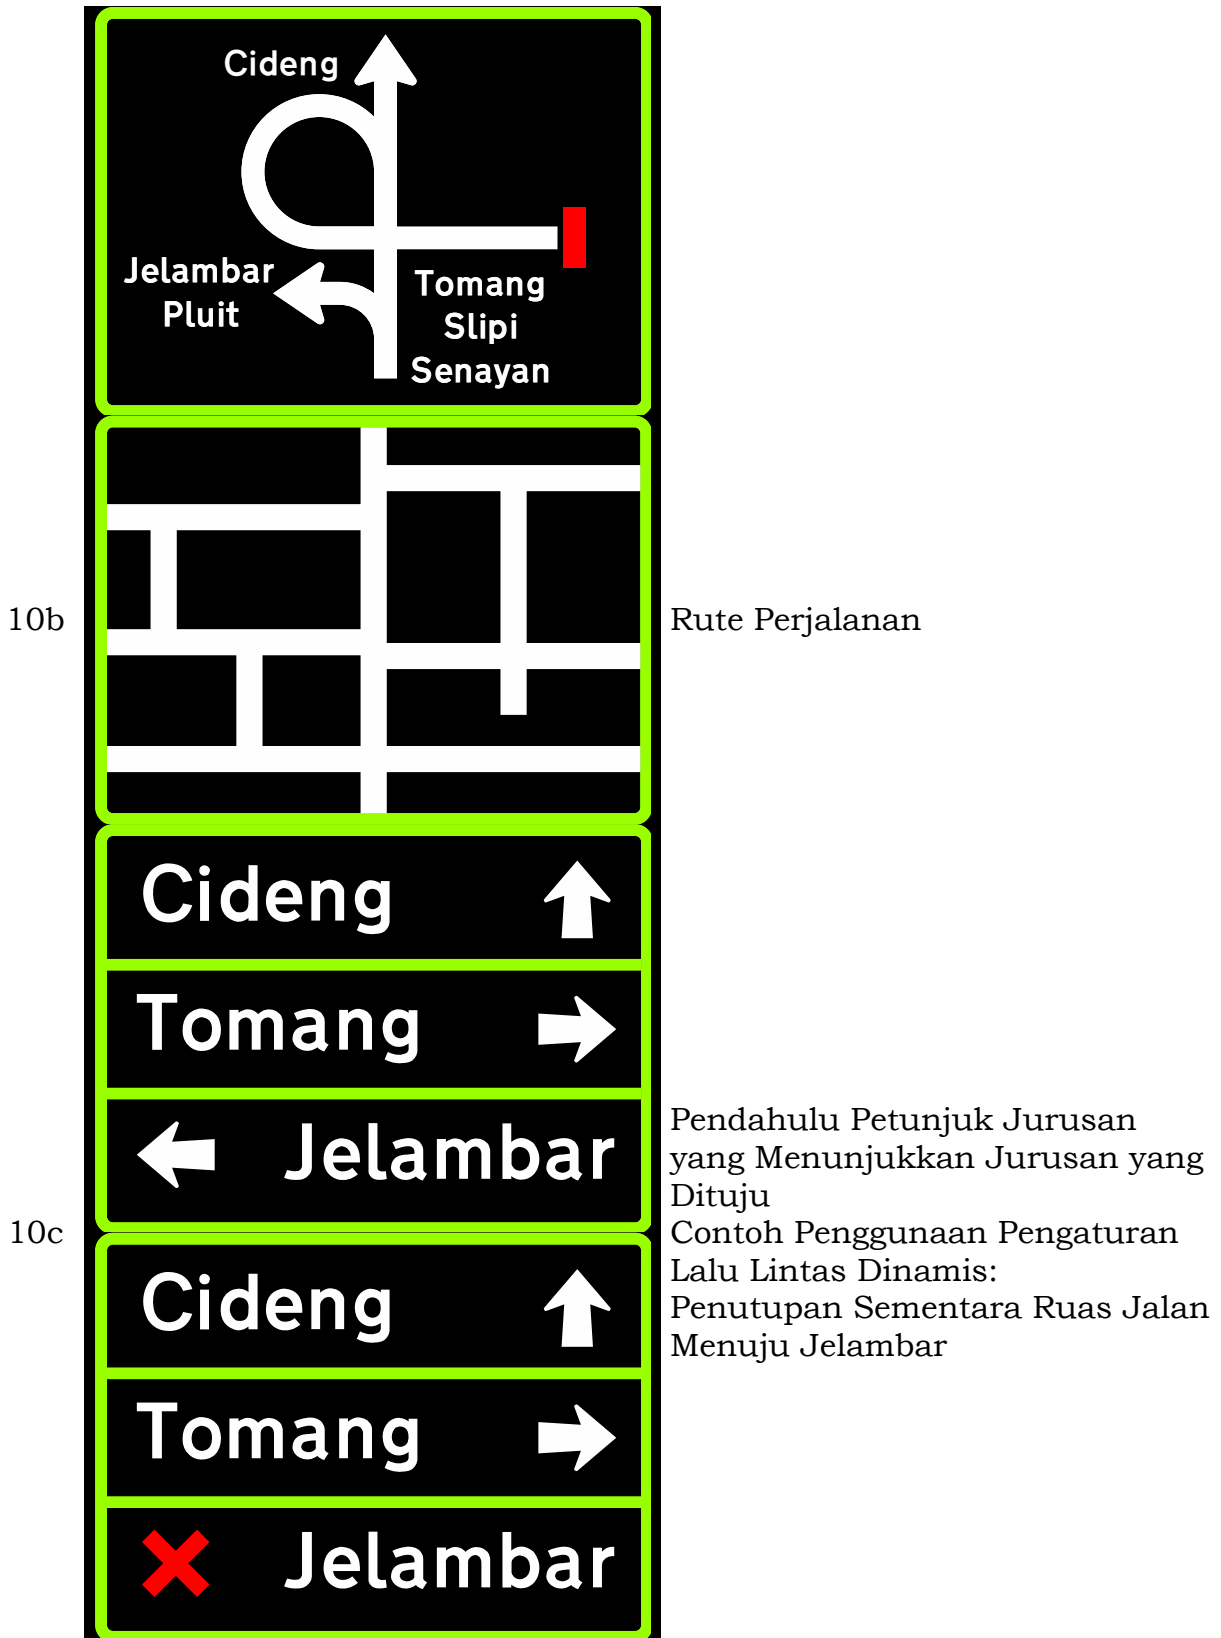 Cideng
Jelambar
Pluit
Tomang
Slipi
Senayan
10b
Rute Perjalanan
Cideng
Tomang
Jelambar
10c
Pendahulu Petunjuk Jurusan
yang Menunjukkan Jurusan yang
Dituju
Contoh Penggunaan Pengaturan
Lalu Lintas Dinamis:
Penutupan Sementara Ruas Jalan
Menuju Jelambar
Cideng
Tomang
Jelambar